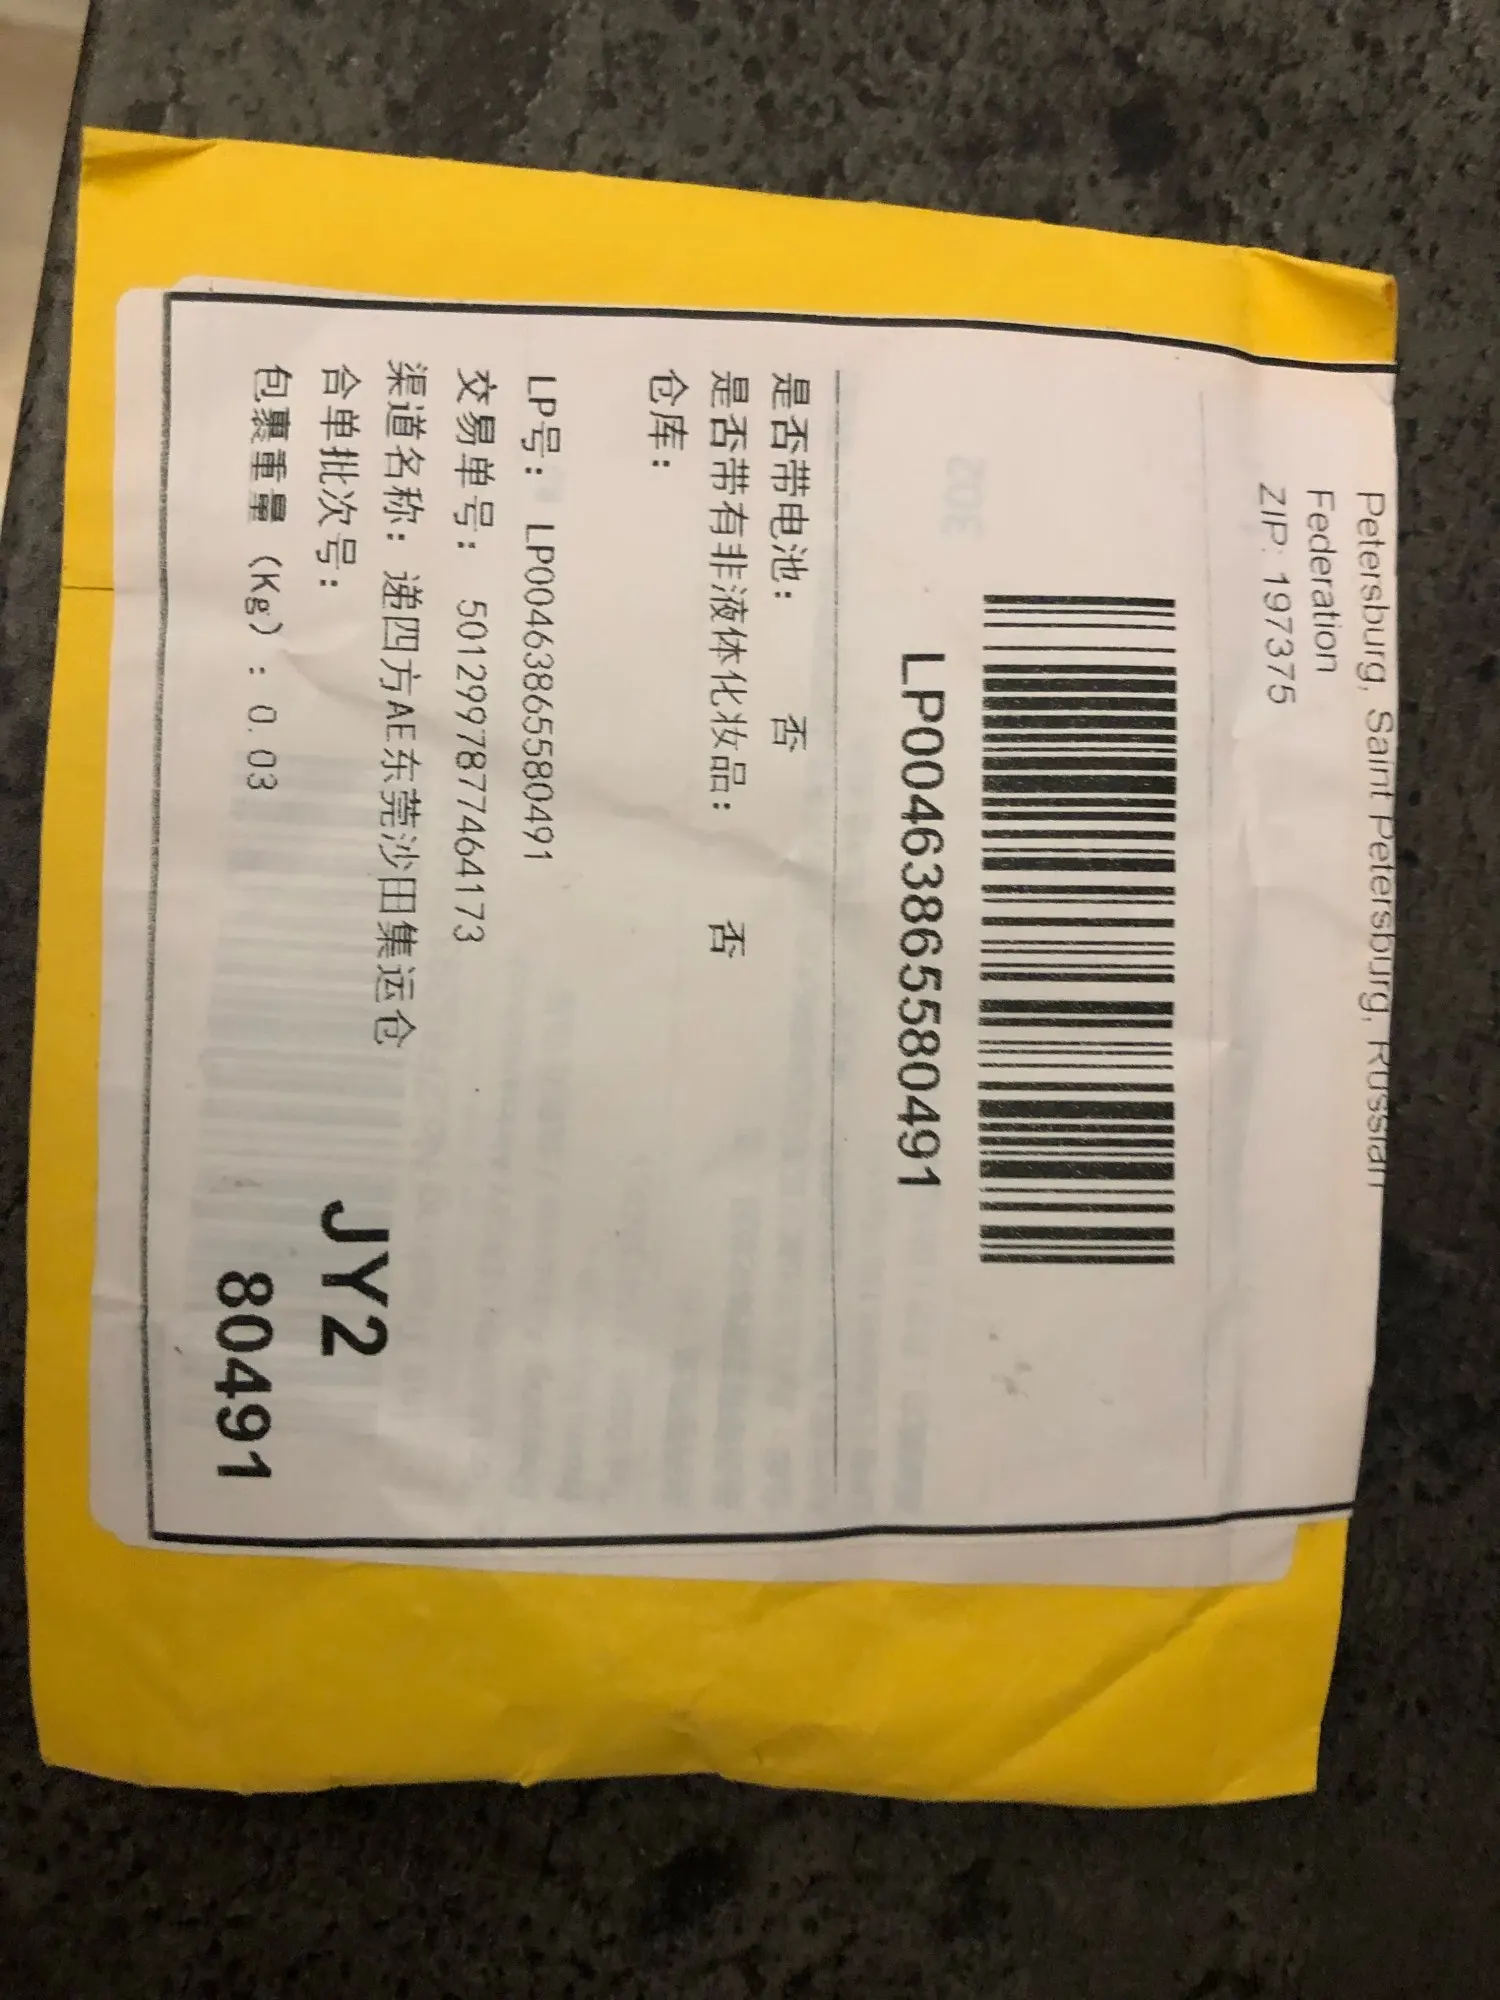 Petersburg, Saint Petersburg, Russian
Federation
ZIP: 197375
LP00463865580491
是否带电池： 否
是否带有非液体化妆品： 否
仓库：
LP号： LP00463865580491
交易单号： 5012997877464173
渠道名称： 递四方AE东莞沙田集运仓
合单批次号：
JY2
包裹重量（Kg）: 0.03
80491